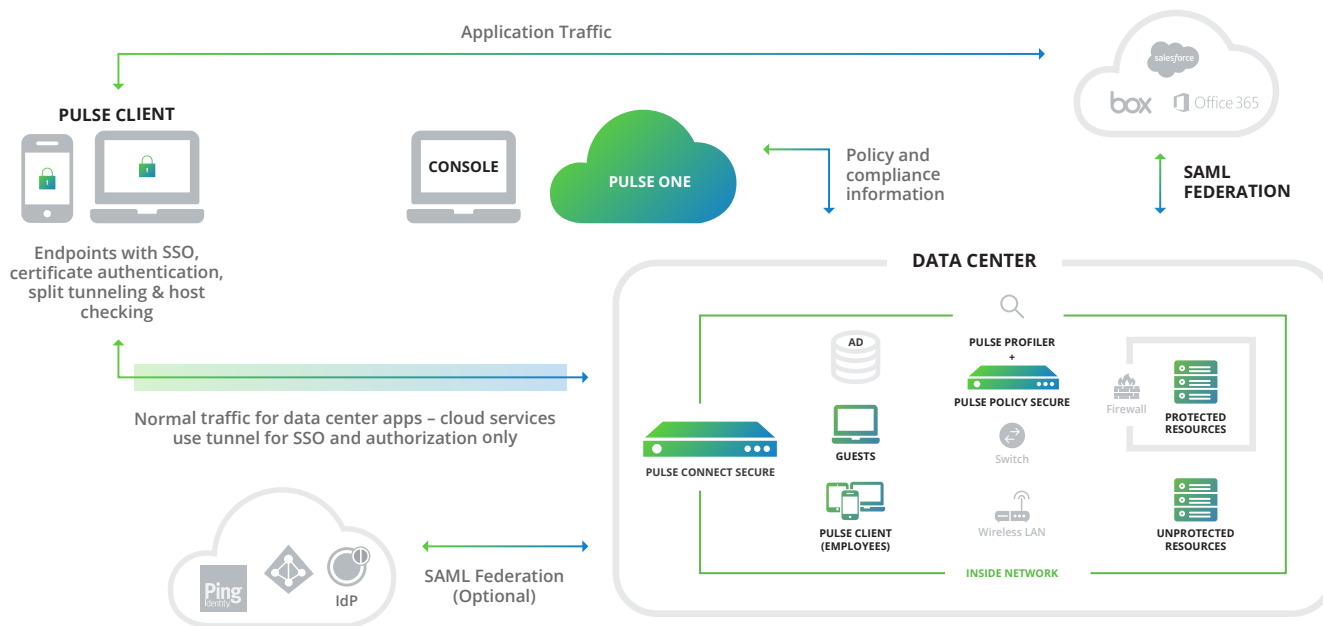 Application Traffic
salesforce
box
Office 365
PULSE CLIENT
CONSOLE
PULSE ONE
Policy and
compliance
information
SAML
FEDERATION
Endpoints with SSO,
certificate authentication,
split tunneling & host
checking
DATA CENTER
AD
PULSE PROFILER
+
PULSE POLICY SECURE
Firewall
PROTECTED
RESOURCES
Normal traffic for data center apps – cloud services
use tunnel for SSO and authorization only
PULSE CONNECT SECURE
GUESTS
Switch
PULSE CLIENT
(EMPLOYEES)
Wireless LAN
UNPROTECTED
RESOURCES
INSIDE NETWORK
Ping
Identity
IdP
SAML Federation
(Optional)